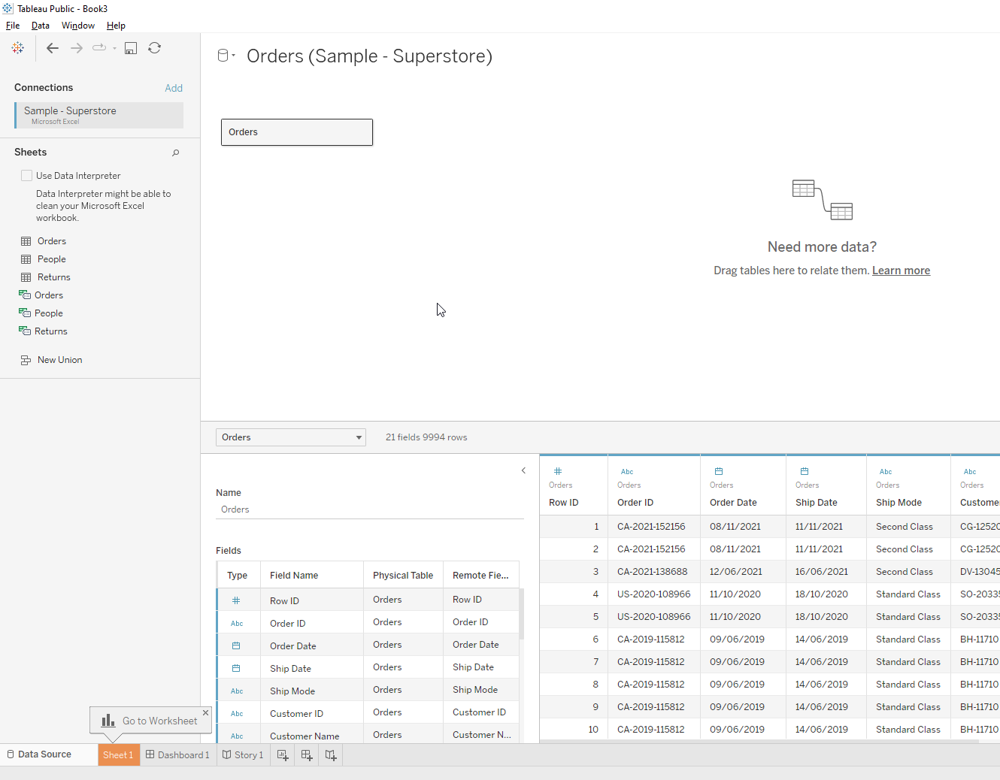 Tableau Public - Book3
File Data Window Help
Orders (Sample - Superstore)
Connections Add
Sample - Superstore
Microsoft Excel
Sheets
Use Data Interpreter
Data Interpreter might be able to
clean your Microsoft Excel
workbook.
Orders
People
Returns
Orders
People
Returns
New Union
Orders
Need more data?
Drag tables here to relate them. Learn more
Orders 21 fields 9994 rows
Name
Orders
Fields
Type Field Name Physical Table Remote Fie...
# Row ID Orders Row ID
Abc Order ID Orders Order ID
Order Date Orders Order Date
Ship Date Orders Ship Date
Abc Ship Mode Orders Ship Mode
Abc Customer ID Orders Customer ID
Abc Customer Name Orders Customer N...
# Abc Abc Abc
Orders Orders Orders Orders Orders Orders
Row ID Order ID Order Date Ship Date Ship Mode Custome
1 CA-2021-152156 08/11/2021 11/11/2021 Second Class CG-12520
2 CA-2021-152156 08/11/2021 11/11/2021 Second Class CG-12520
3 CA-2021-138688 12/06/2021 16/06/2021 Second Class DV-13045
4 US-2020-108966 11/10/2020 18/10/2020 Standard Class SO-20335
5 US-2020-108966 11/10/2020 18/10/2020 Standard Class SO-20335
6 CA-2019-115812 09/06/2019 14/06/2019 Standard Class BH-11710
7 CA-2019-115812 09/06/2019 14/06/2019 Standard Class BH-11710
8 CA-2019-115812 09/06/2019 14/06/2019 Standard Class BH-11710
9 CA-2019-115812 09/06/2019 14/06/2019 Standard Class BH-11710
10 CA-2019-115812 09/06/2019 14/06/2019 Standard Class BH-11710
Go to Worksheet
Data Source Sheet 1 Dashboard 1 Story 1